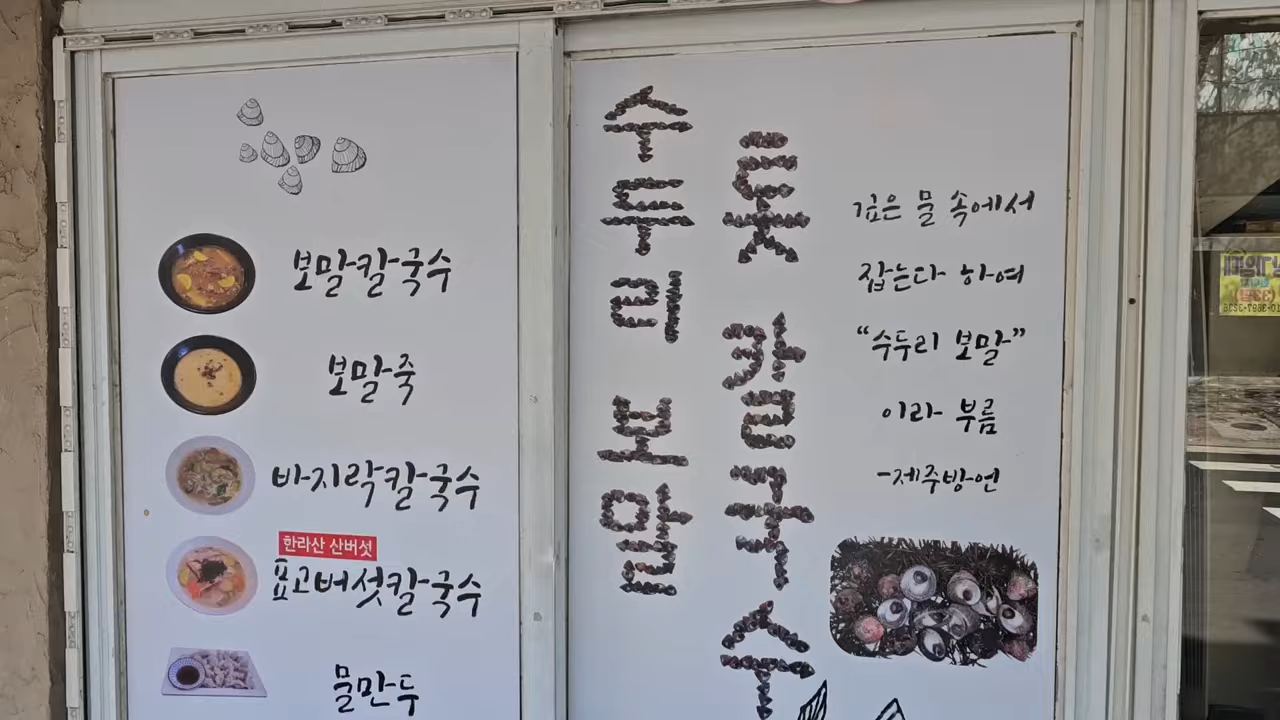 보말칼국수
보말죽
바지락칼국수
한라산 산버섯
표고버섯칼국수
물만두
수두리 보말
톳 칼국수
깊은 물 속에서
잡는다 하여
“수두리 보말”
이라 부름
-제주방언